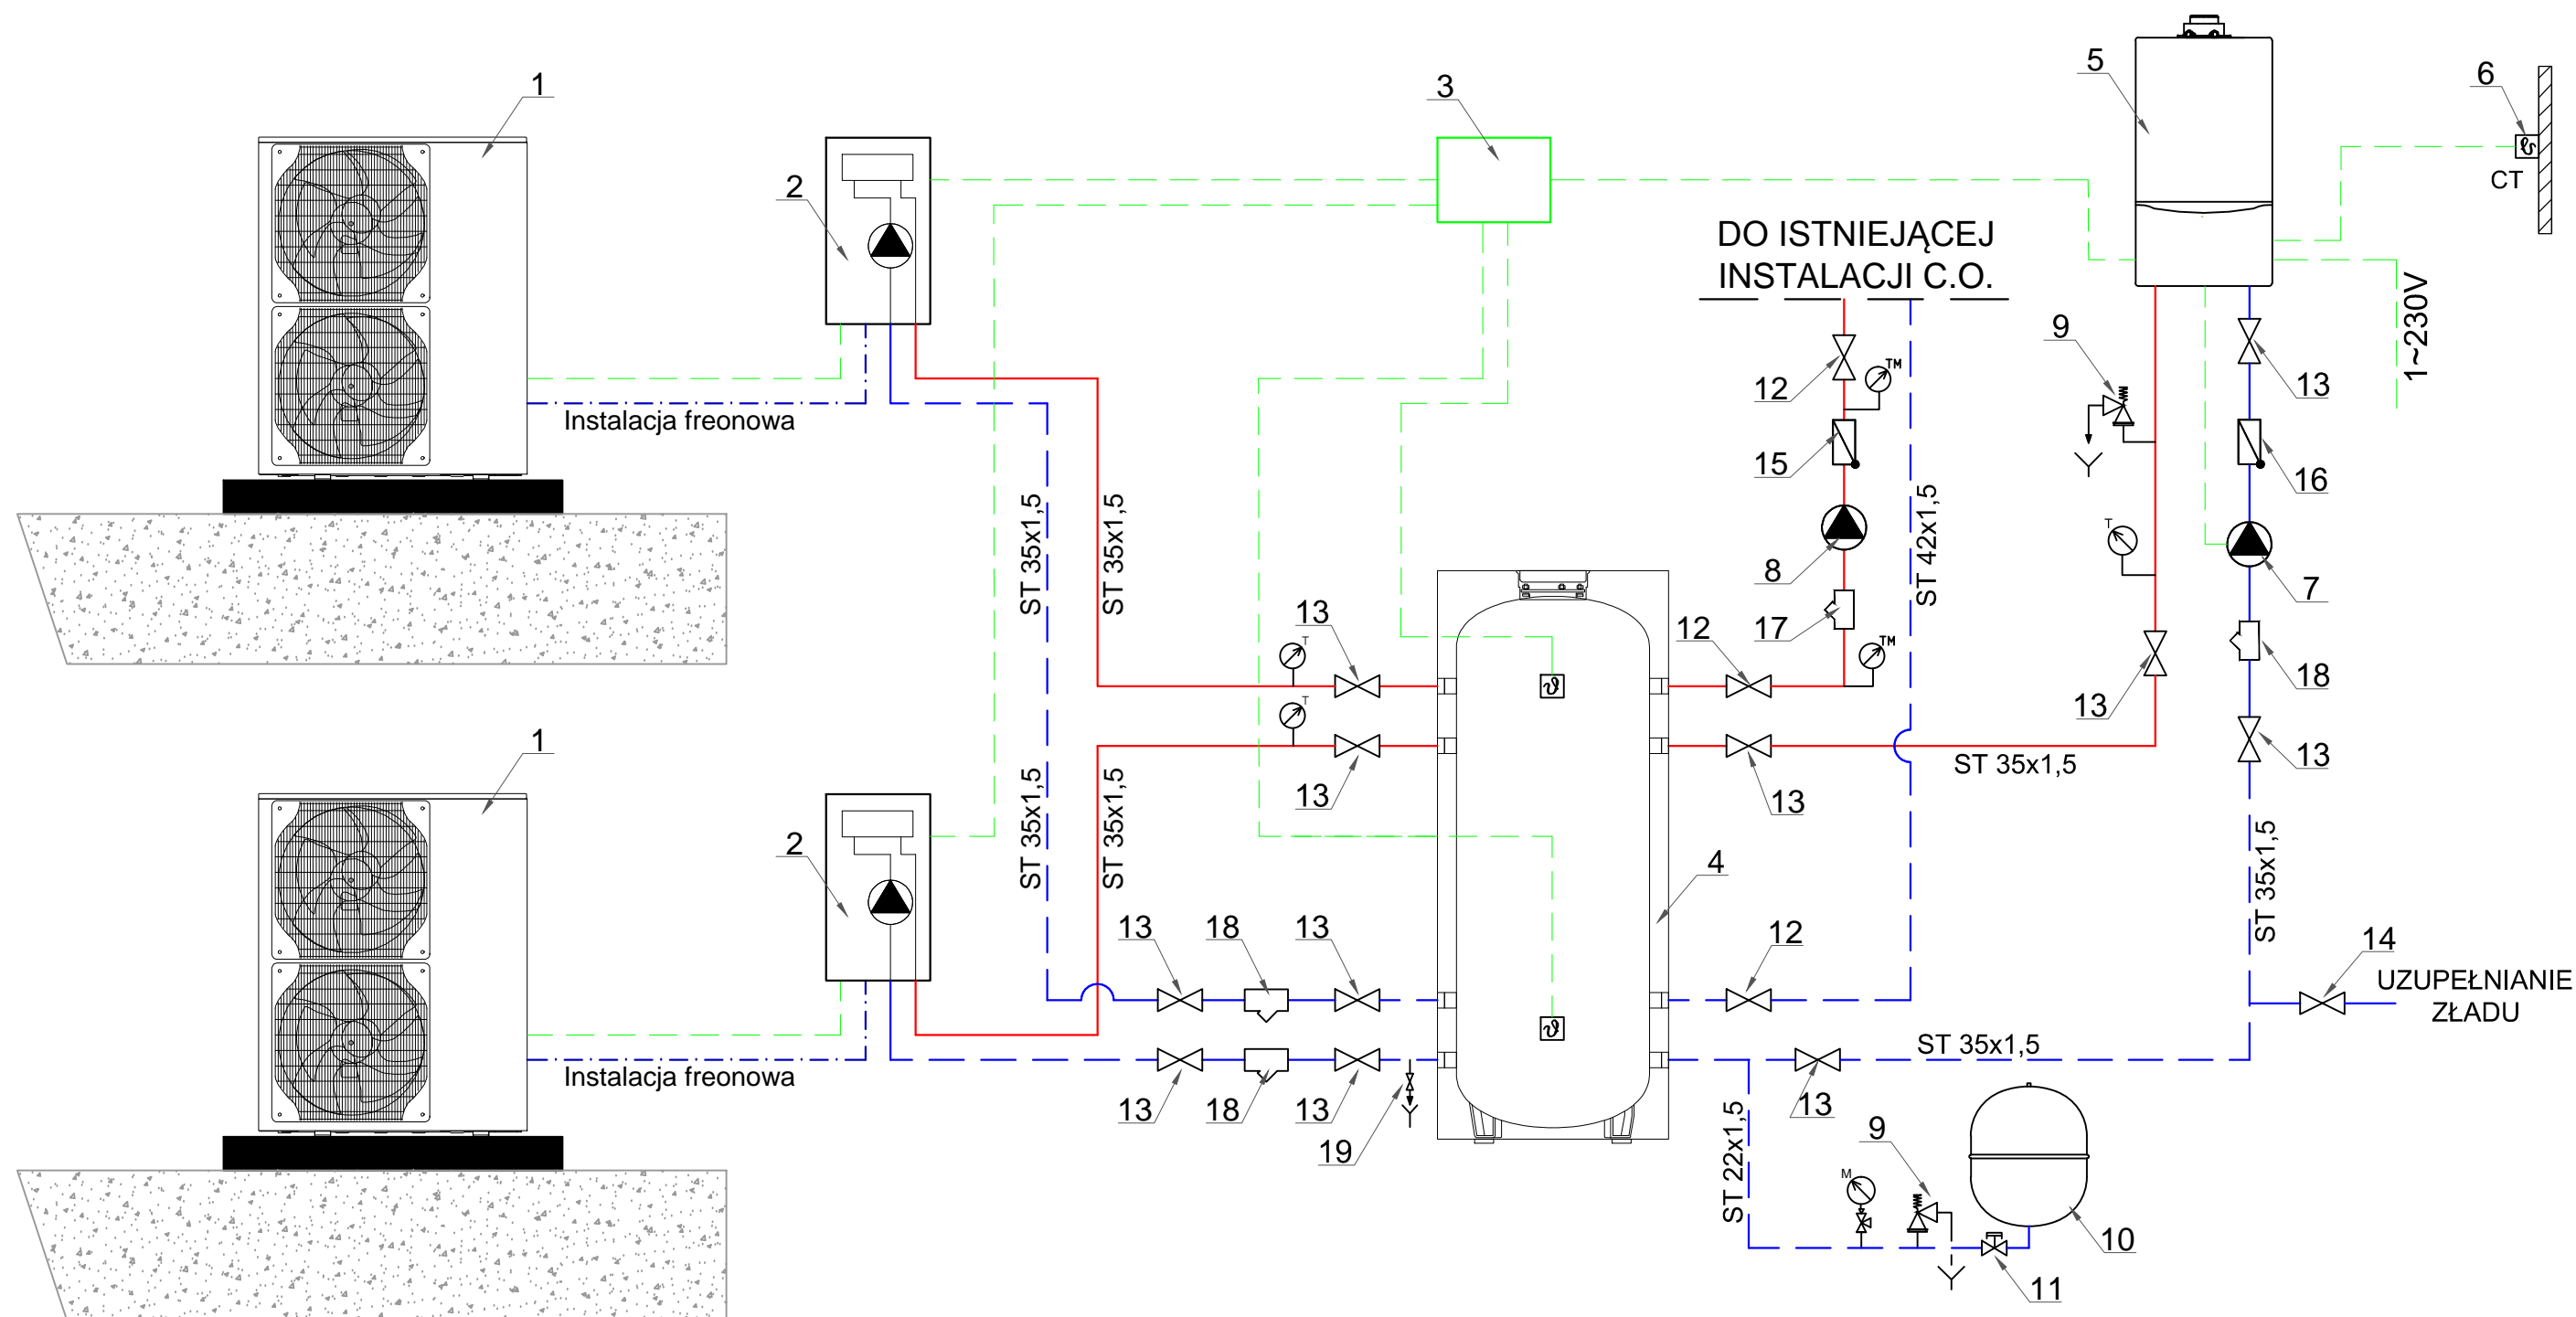 1
2
3
5
6
CT
DO ISTNIEJĄCEJ
INSTALACJI C.O.
1~230V
9
12
TM
13
Instalacja freonowa
15
16
ST 35x1,5
ST 35x1,5
ST 42x1,5
T
8
7
13
T
17
12
TM
18
13
T
13
13
ST 35x1,5
13
1
ST 35x1,5
ST 35x1,5
2
4
ST 35x1,5
13
18
13
12
14
UZUPEŁNIANIE
ZŁADU
ST 35x1,5
Instalacja freonowa
13
18
13
19
13
ST 22x1,5
9
M
10
11